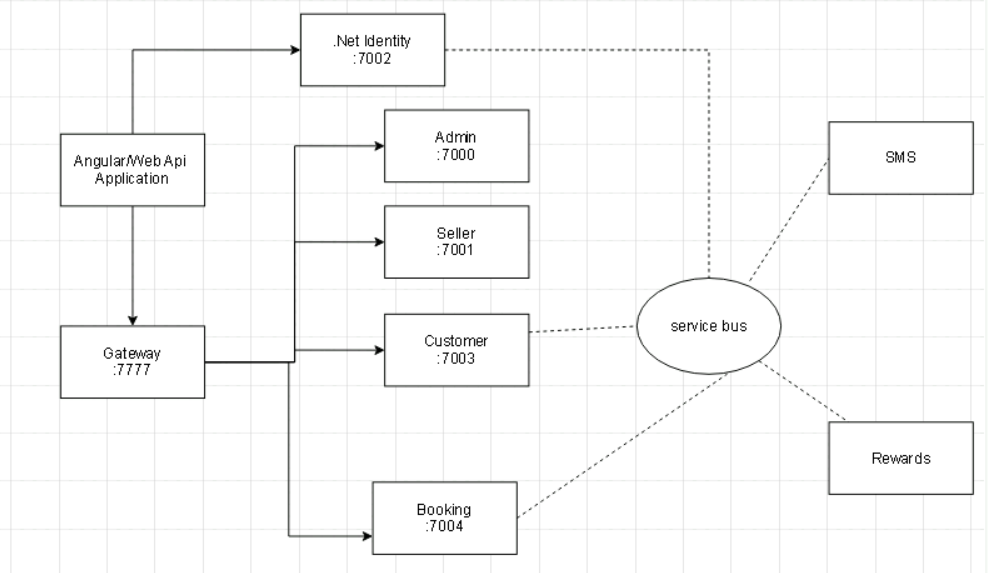 .Net Identity
:7002
Admin
:7000
Angular/Web Api
Application
SMS
Seller
:7001
service bus
Customer
:7003
Gateway
:7777
Rewards
Booking
:7004